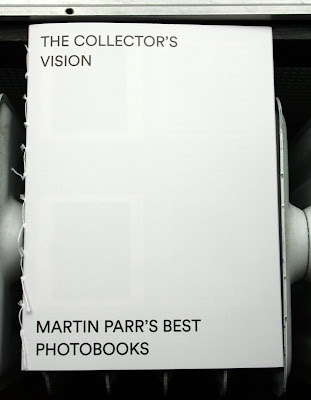 THE COLLECTOR'S
VISION
MARTIN PARR'S BEST
PHOTOBOOKS